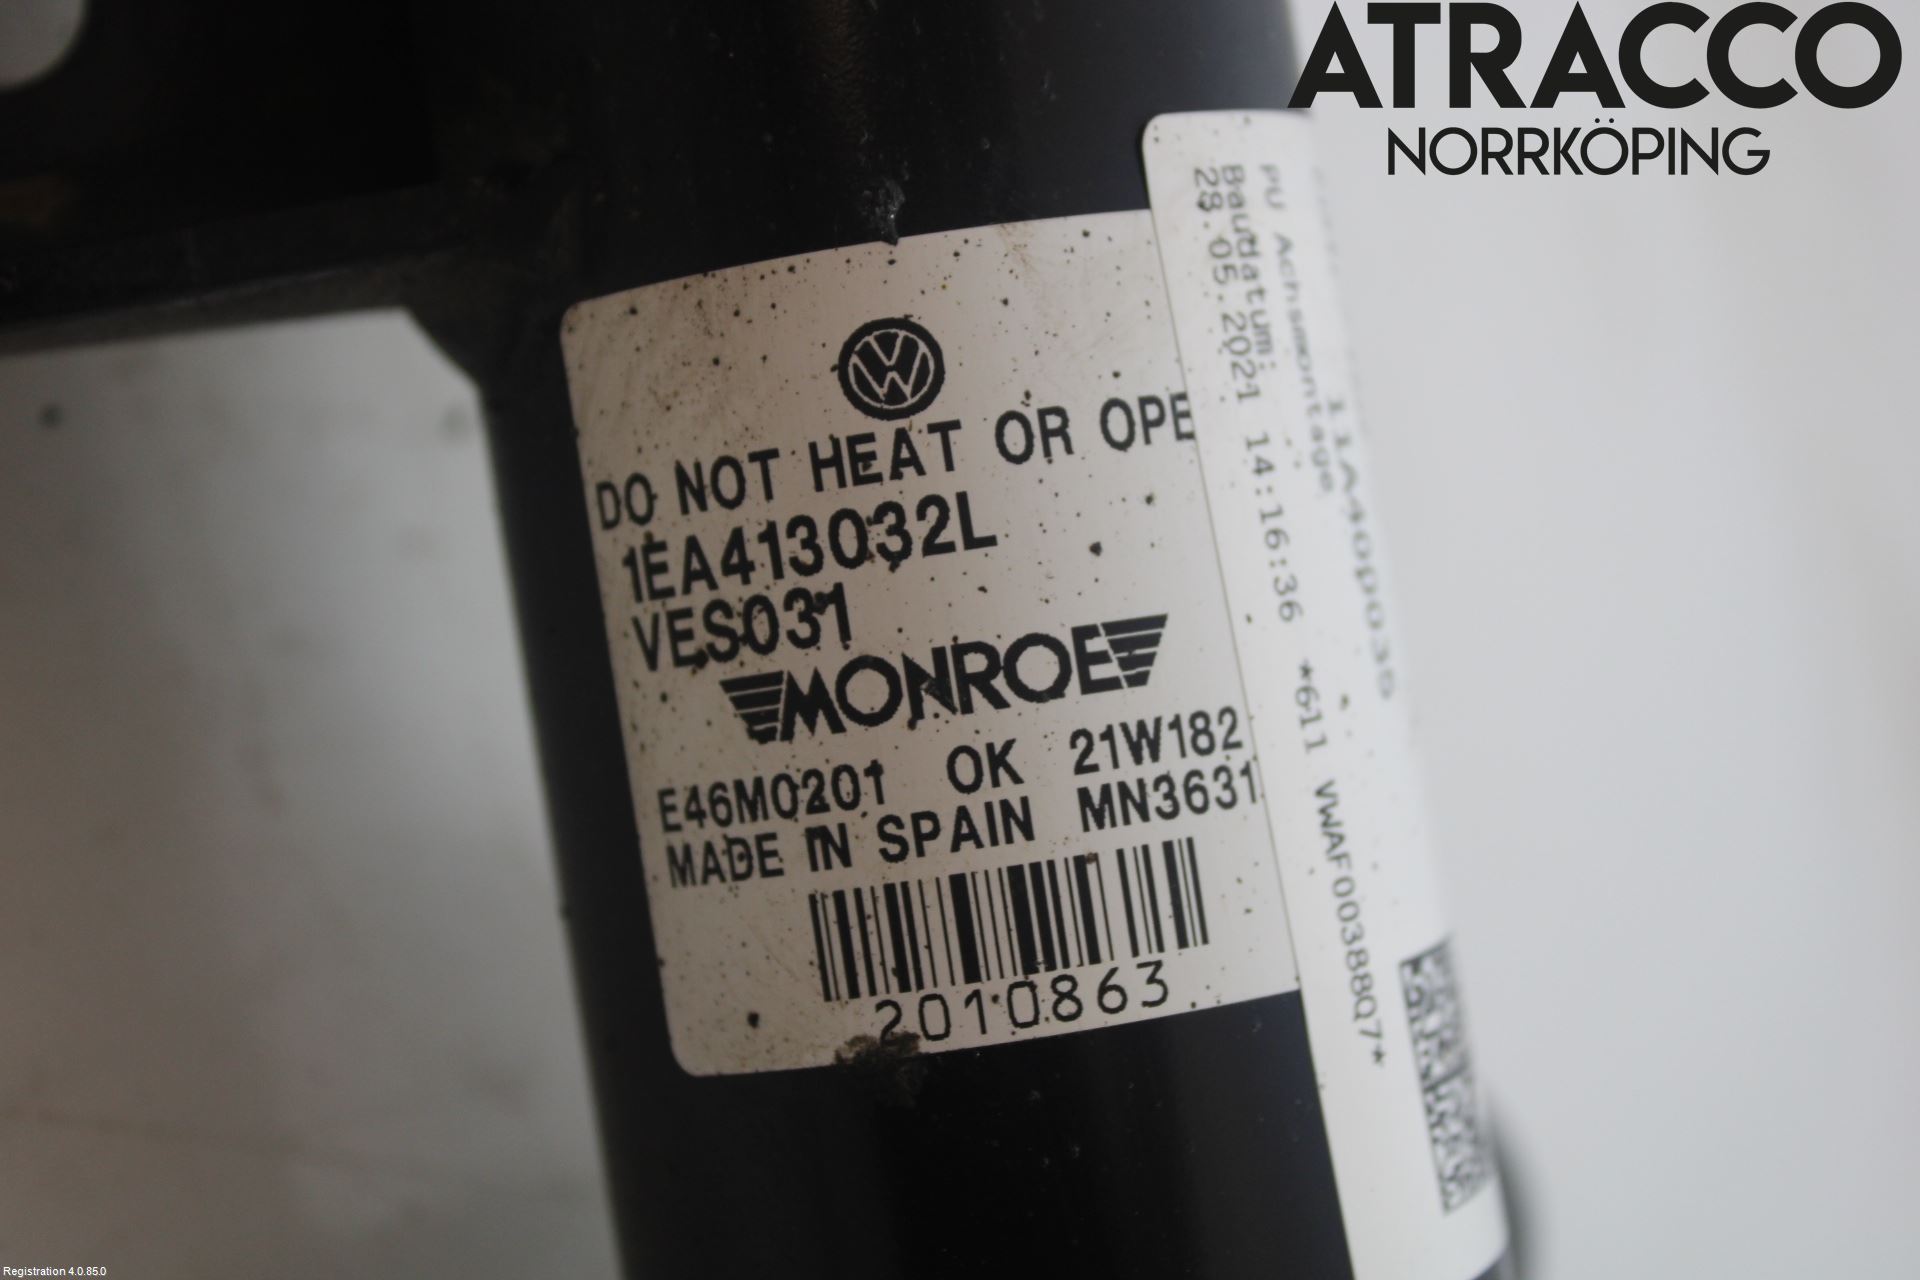 ATRACCO
NORRKÖPING
DO NOT HEAT OR OPE
1EA413032L
VES031
MONROE
E46M0201 OK 21W182
MADE IN SPAIN MN3631
2010863
PU Achsmontage
Baudatum:
28.05.2021 14:16:36 *611 VWAF00388Q7*
Registration 4.0.85.0